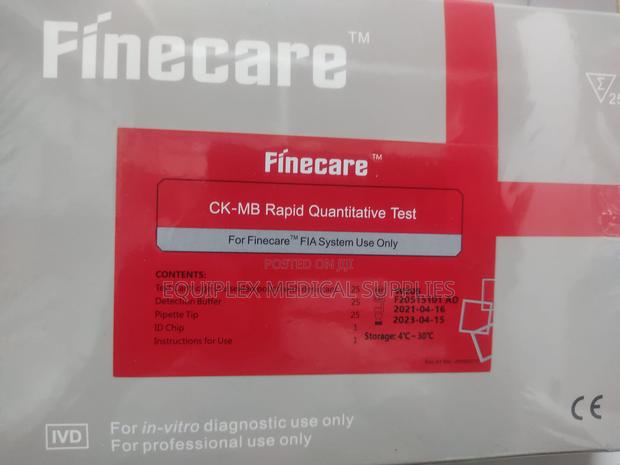 Finecare™
Σ 25
Finecare™
CK-MB Rapid Quantitative Test
For Finecare™ FIA System Use Only
POSTED ON JIJI
CONTENTS:
25
EQUIPLEX MEDICAL SUPPLIES
Detection Buffer 25
F20515101 AD
Pipette Tip 25
2021-04-16
ID Chip 1
2023-04-15
Instructions for Use 1
Storage: 4℃~30℃
CE
IVD
For in-vitro diagnostic use only
For professional use only